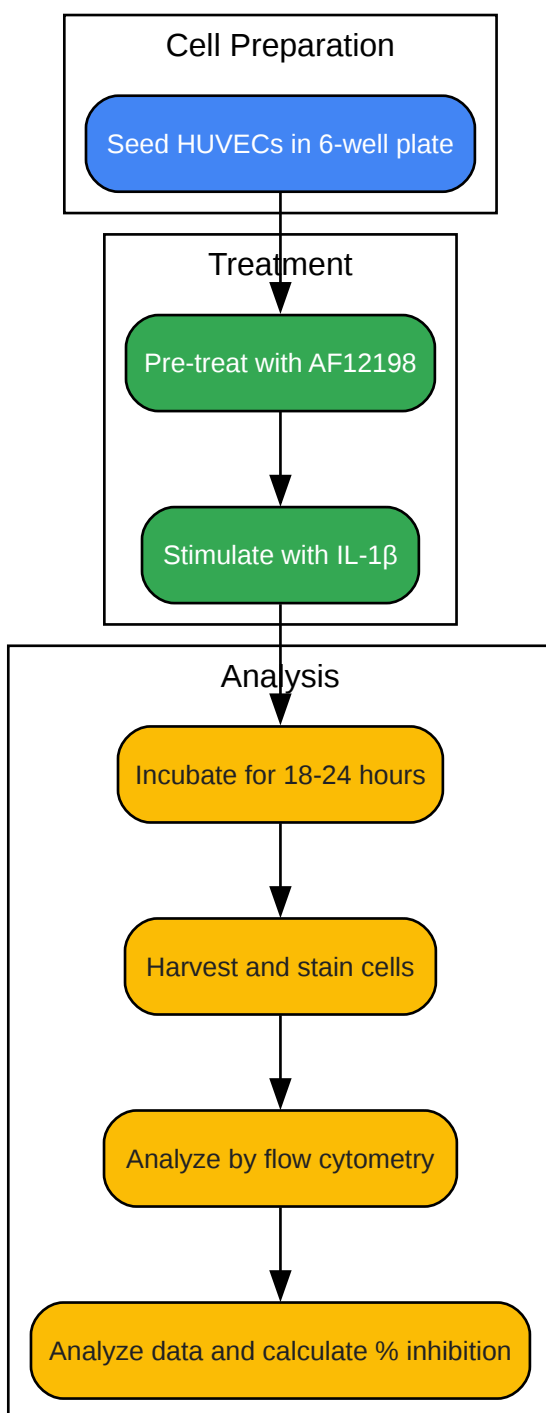 Cell Preparation
Seed HUVECs in 6-well plate
Treatment
Pre-treat with AF12198
Stimulate with IL-1β
Analysis
Incubate for 18-24 hours
Harvest and stain cells
Analyze by flow cytometry
Analyze data and calculate % inhibition